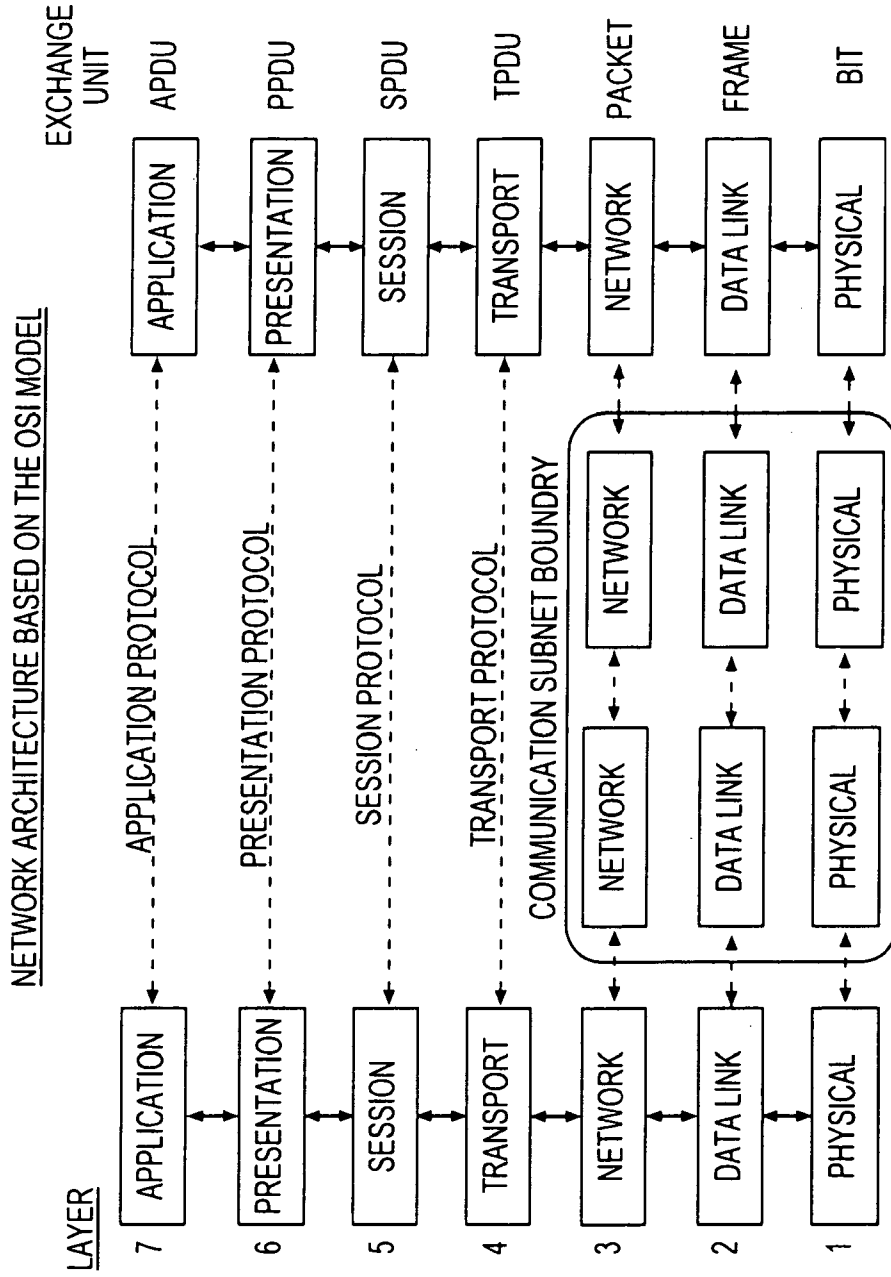 NETWORK ARCHITECTURE BASED ON THE OSI MODEL
LAYER
EXCHANGE
UNIT
7
APPLICATION
APPLICATION PROTOCOL
APPLICATION
APDU
6
PRESENTATION
PRESENTATION PROTOCOL
PRESENTATION
PPDU
5
SESSION
SESSION PROTOCOL
SESSION
SPDU
4
TRANSPORT
TRANSPORT PROTOCOL
TRANSPORT
TPDU
COMMUNICATION SUBNET BOUNDRY
3
NETWORK
NETWORK
NETWORK
NETWORK
PACKET
2
DATA LINK
DATA LINK
DATA LINK
DATA LINK
FRAME
1
PHYSICAL
PHYSICAL
PHYSICAL
PHYSICAL
BIT